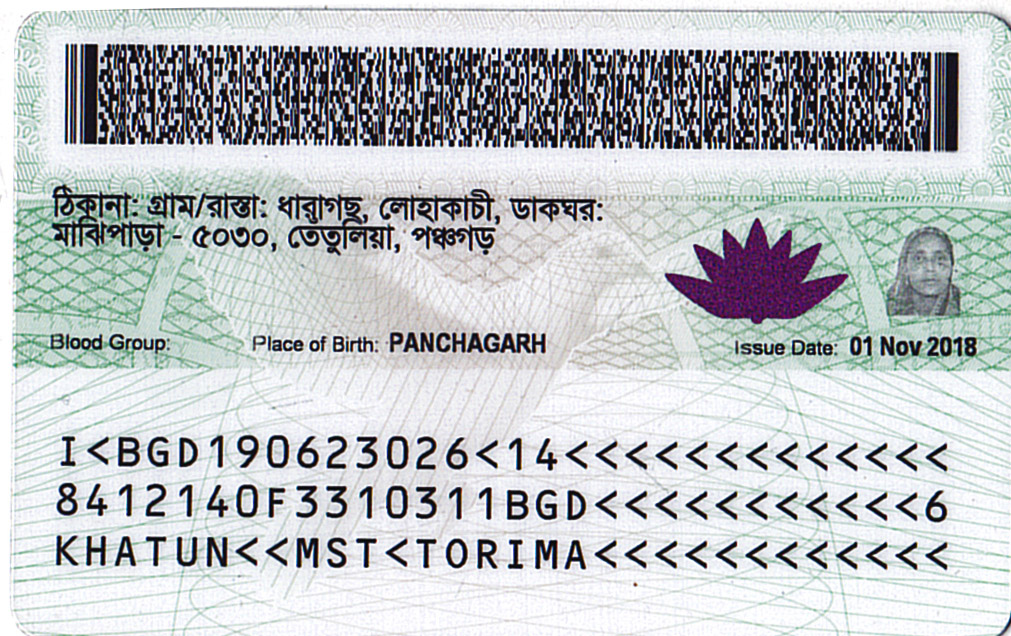 ঠিকানা: গ্রাম/রাস্তা: ধারাগছ, লোহাকাচী, ডাকঘর:
মাঝিপাড়া - ৫০৩০, তেতুলিয়া, পঞ্চগড়
Blood Group: Place of Birth: PANCHAGARH Issue Date: 01 Nov 2018
I<BGD190623026<14<<<<<<<<<<<<<
8412140F3310311BGD<<<<<<<<<<<6
KHATUN<<MST<TORIMA<<<<<<<<<<<<